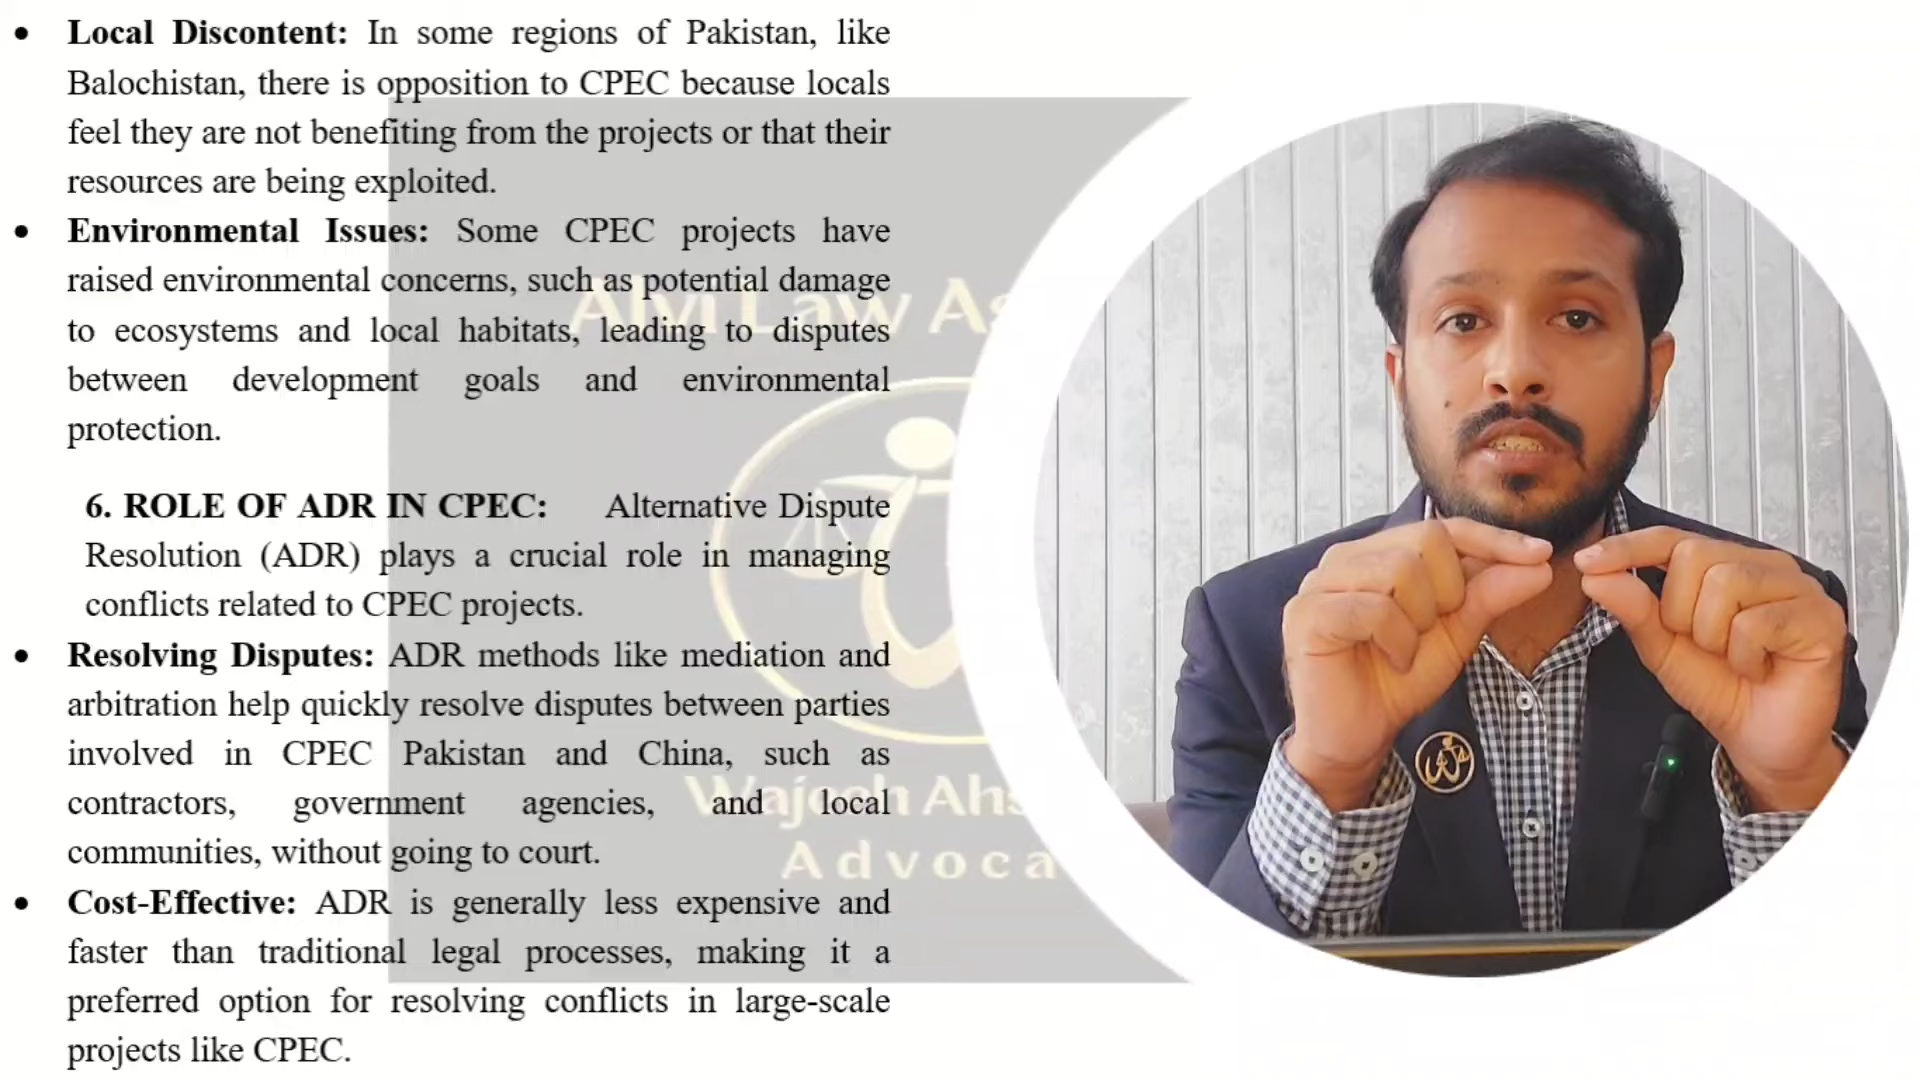 • Local Discontent: In some regions of Pakistan, like
Balochistan, there is opposition to CPEC because locals
feel they are not benefiting from the projects or that their
resources are being exploited.
• Environmental Issues: Some CPEC projects have
raised environmental concerns, such as potential damage
to ecosystems and local habitats, leading to disputes
between development goals and environmental
protection.
6. ROLE OF ADR IN CPEC: Alternative Dispute
Resolution (ADR) plays a crucial role in managing
conflicts related to CPEC projects.
• Resolving Disputes: ADR methods like mediation and
arbitration help quickly resolve disputes between parties
involved in CPEC Pakistan and China, such as
contractors, government agencies, and local
communities, without going to court.
• Cost-Effective: ADR is generally less expensive and
faster than traditional legal processes, making it a
preferred option for resolving conflicts in large-scale
projects like CPEC.
Alvi Law As
Wajeeh Ahs
Advoca